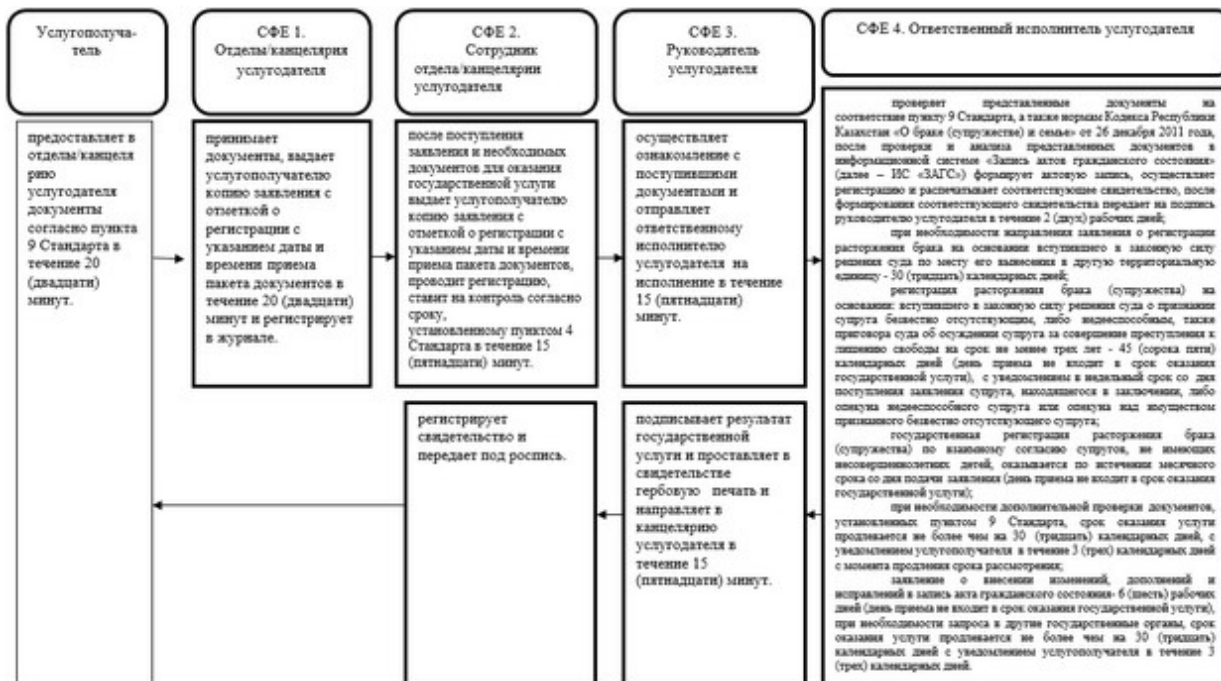 Услугополуча-
тель
СФЕ 1.
Отделы/канцелярия
услугодателя
СФЕ 2.
Сотрудник
отдела/канцелярии
услугодателя
СФЕ 3.
Руководитель
услугодателя
СФЕ 4. Ответственный исполнитель услугодателя
предоставляет в
отделы/канцеля
рию
услугодателя
документы
согласно пункта
9 Стандарта в
течение 20
(двадцати)
минут.
принимает
документы, выдает
услугополучателю
копию заявления с
отметкой о
регистрации с
указанием даты и
времени приема
пакета документов в
течение 20 (двадцати)
минут и регистрирует
в журнале.
после поступления
заявления и необходимых
документов для оказания
государственной услуги
выдает услугополучателю
копию заявления с
отметкой о регистрации с
указанием даты и времени
приема пакета документов,
проводит регистрацию,
ставит на контроль согласно
сроку,
установленному пунктом 4
Стандарта в течение 15
(пятнадцати) минут.
осуществляет
ознакомление с
поступившими
документами и
отправляет
ответственному
исполнителю
услугодателя на
исполнение в течение
15 (пятнадцати)
минут.
проверяет представленные документы на
соответствие пункту 9 Стандарта, а также нормам Кодекса Республики
Казахстан «О браке (супружестве) и семье» от 26 декабря 2011 года,
после проверки и анализа представленных документов в
информационной системе «Запись актов гражданского состояния»
(далее – ИС «ЗАГС») формирует актовую запись, осуществляет
регистрацию и распечатывает соответствующее свидетельство, после
формирования соответствующего свидетельства передает на подпись
руководителю услугодателя в течение 2 (двух) рабочих дней;
при необходимости направления заявления о регистрации
расторжения брака на основании вступившего в законную силу
решения суда по месту его вынесения в другую территориальную
единицу - 30 (тридцать) календарных дней;
регистрация расторжения брака (супружества) на
основании: вступившего в законную силу решения суда о признании
супруга безвестно отсутствующим, либо недееспособным, также
приговора суда об осуждении супруга за совершение преступления к
лишению свободы на срок не менее трех лет - 45 (сорока пяти)
календарных дней (день приема не входит в срок оказания
государственной услуги), с уведомлением в недельный срок со дня
поступления заявления супруга, находящегося в заключении, либо
опекуна недееспособного супруга или опекуна над имуществом
признанного безвестно отсутствующего супруга;
государственная регистрация расторжения брака
(супружества) по взаимному согласию супругов, не имеющих
несовершеннолетних детей, оказывается по истечении месячного
срока со дня подачи заявления (день приема не входит в срок оказания
государственной услуги);
при необходимости дополнительной проверки документов,
установленных пунктом 9 Стандарта, срок оказания услуги
продлевается не более чем на 30 (тридцать) календарных дней, с
уведомлением услугополучателя в течение 3 (трех) календарных дней
с момента продления срока рассмотрения;
заявление о внесении изменений, дополнений и
исправлений в запись акта гражданского состояния- 6 (шесть) рабочих
дней (день приема не входит в срок оказания государственной услуги),
при необходимости запроса в другие государственные органы, срок
оказания услуги продлевается не более чем на 30 (тридцать)
календарных дней с уведомлением услугополучателя в течение 3
(трех) календарных дней.
регистрирует
свидетельство и
передает под роспись.
подписывает результат
государственной
услуги и проставляет в
свидетельстве
гербовую печать и
направляет в
канцелярию
услугодателя в
течение 15
(пятнадцати) минут.